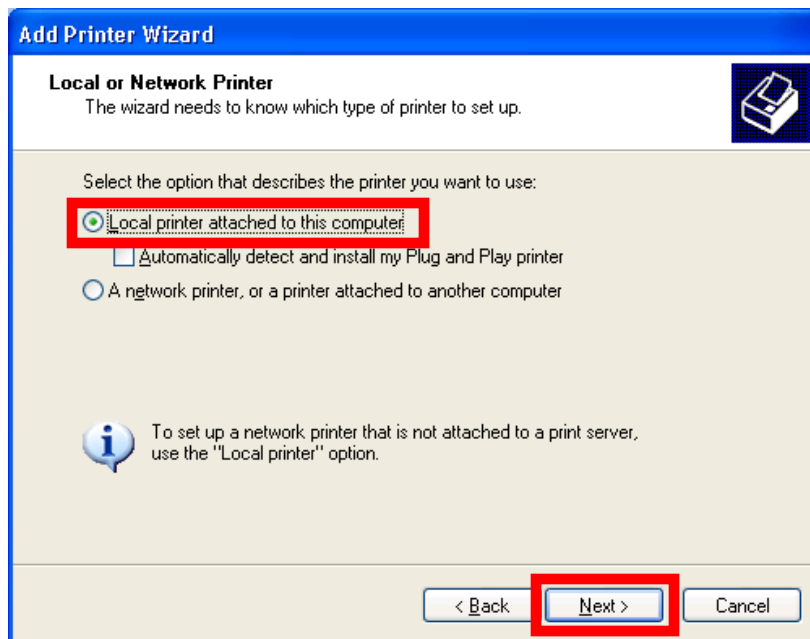 Add Printer Wizard
Local or Network Printer
The wizard needs to know which type of printer to set up.
Select the option that describes the printer you want to use:
Local printer attached to this computer
Automatically detect and install my Plug and Play printer
A network printer, or a printer attached to another computer
To set up a network printer that is not attached to a print server,
use the "Local printer" option.
< Back
Next >
Cancel